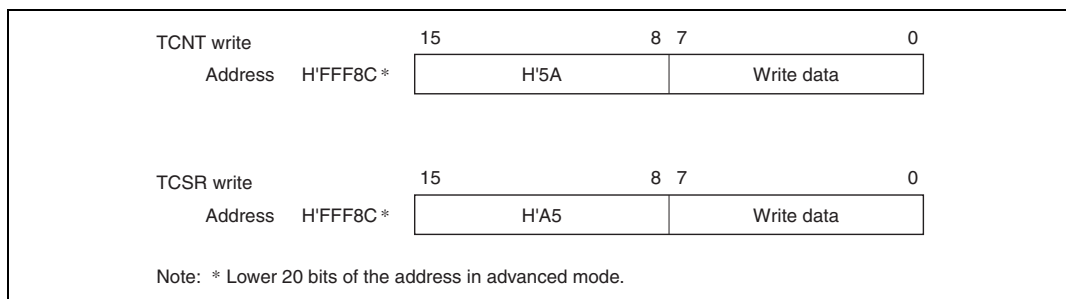 TCNT write 15 8 7 0
Address H'FFF8C * H'5A Write data
TCSR write 15 8 7 0
Address H'FFF8C * H'A5 Write data
Note: * Lower 20 bits of the address in advanced mode.